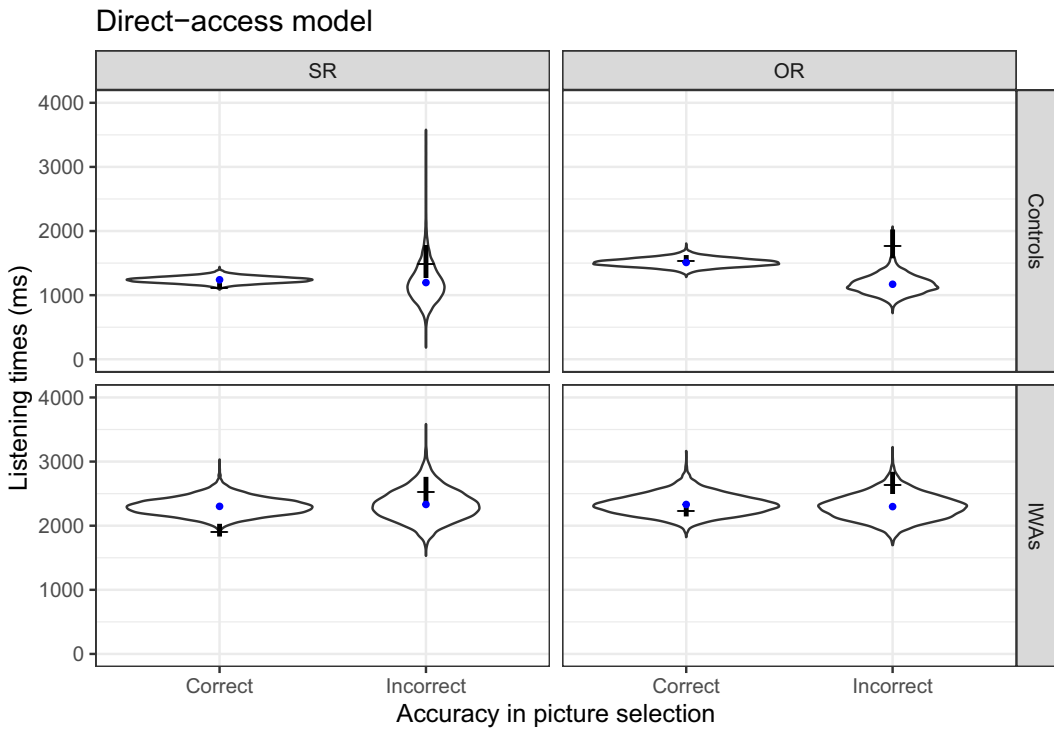 Direct−access model
SR
OR
4000
3000
2000
1000
0
Controls
4000
3000
2000
1000
0
IWAs
Listening times (ms)
Correct
Incorrect
Correct
Incorrect
Accuracy in picture selection